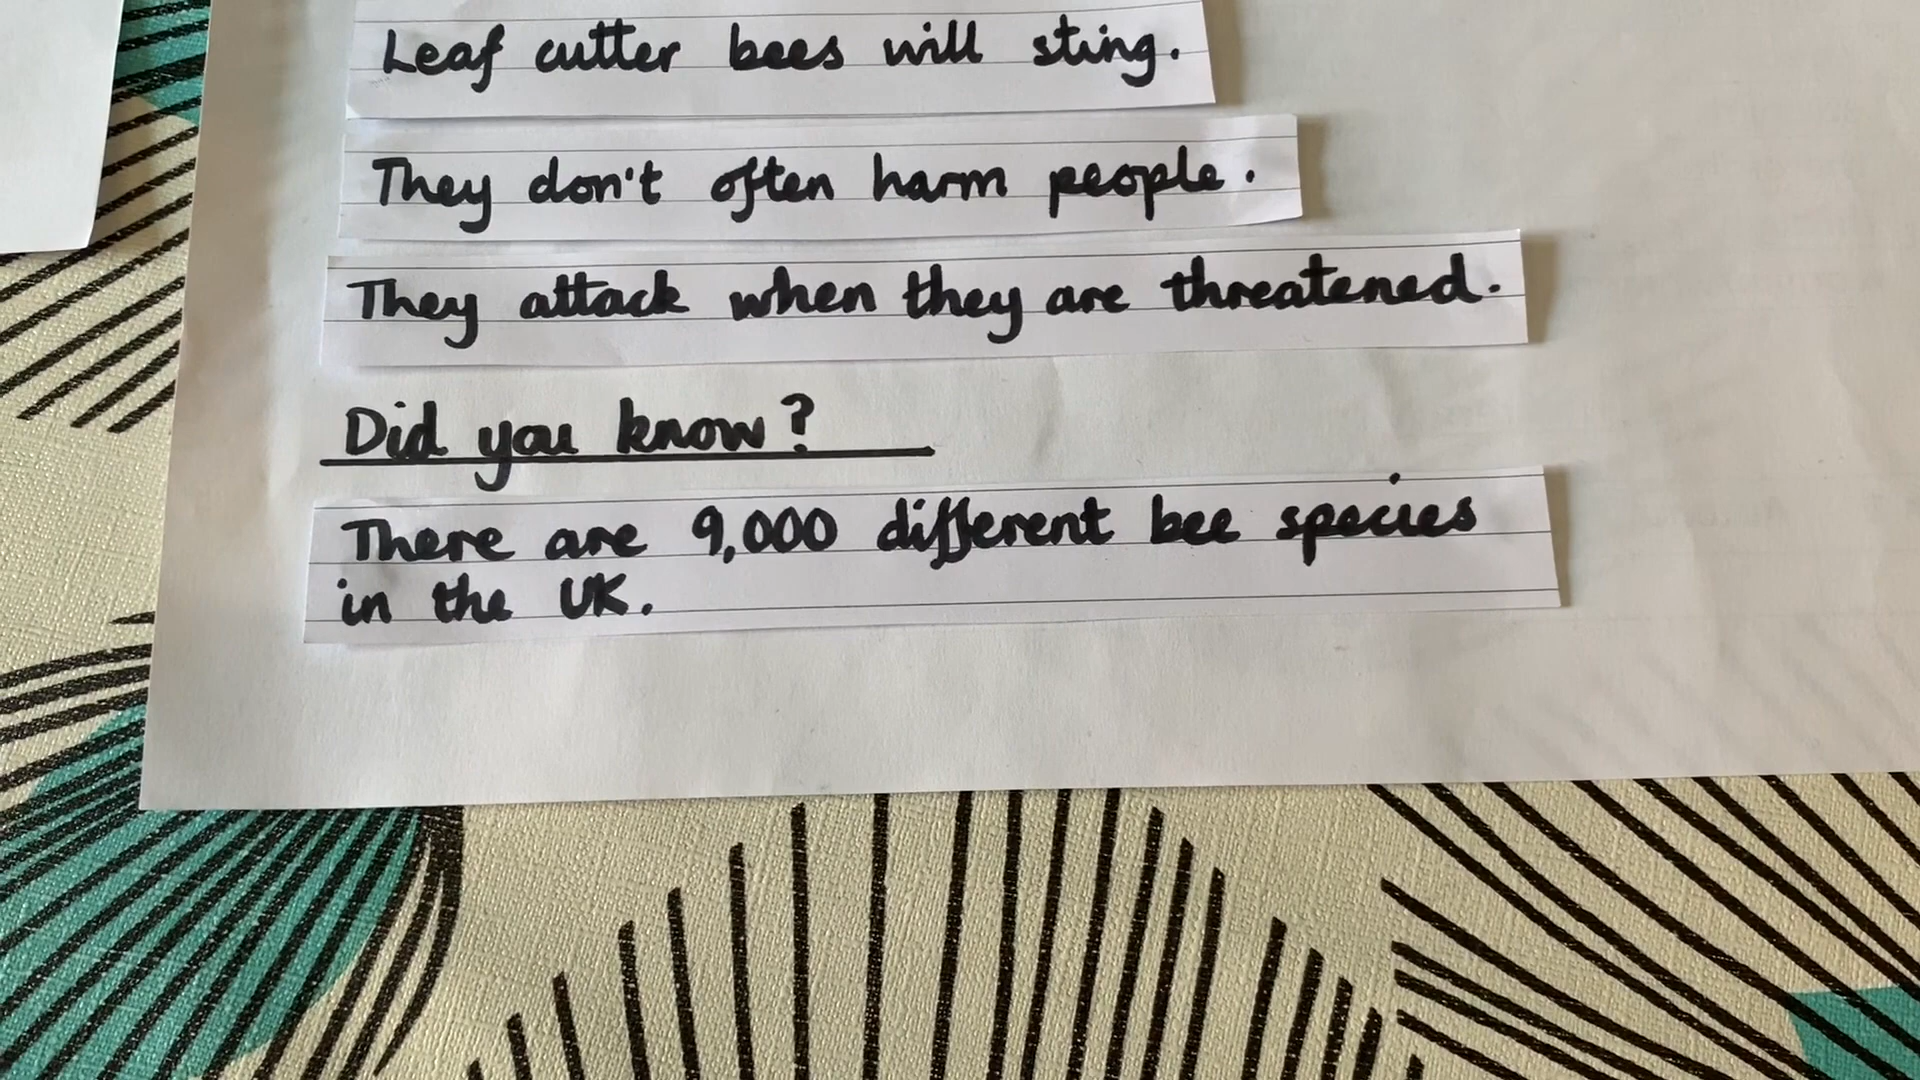 Leaf cutter bees will sting.
They don't often harm people.
They attack when they are threatened.
Did you know?
There are 9,000 different bee species
in the UK.